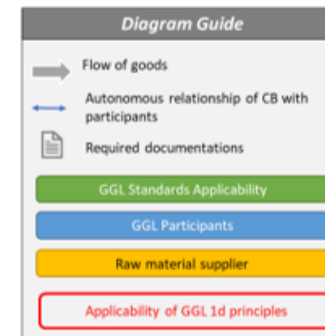 Diagram Guide
Flow of goods
Autonomous relationship of CB with
participants
Required documentations
GGL Standards Applicability
GGL Participants
Raw material supplier
Applicability of GGL 1d principles